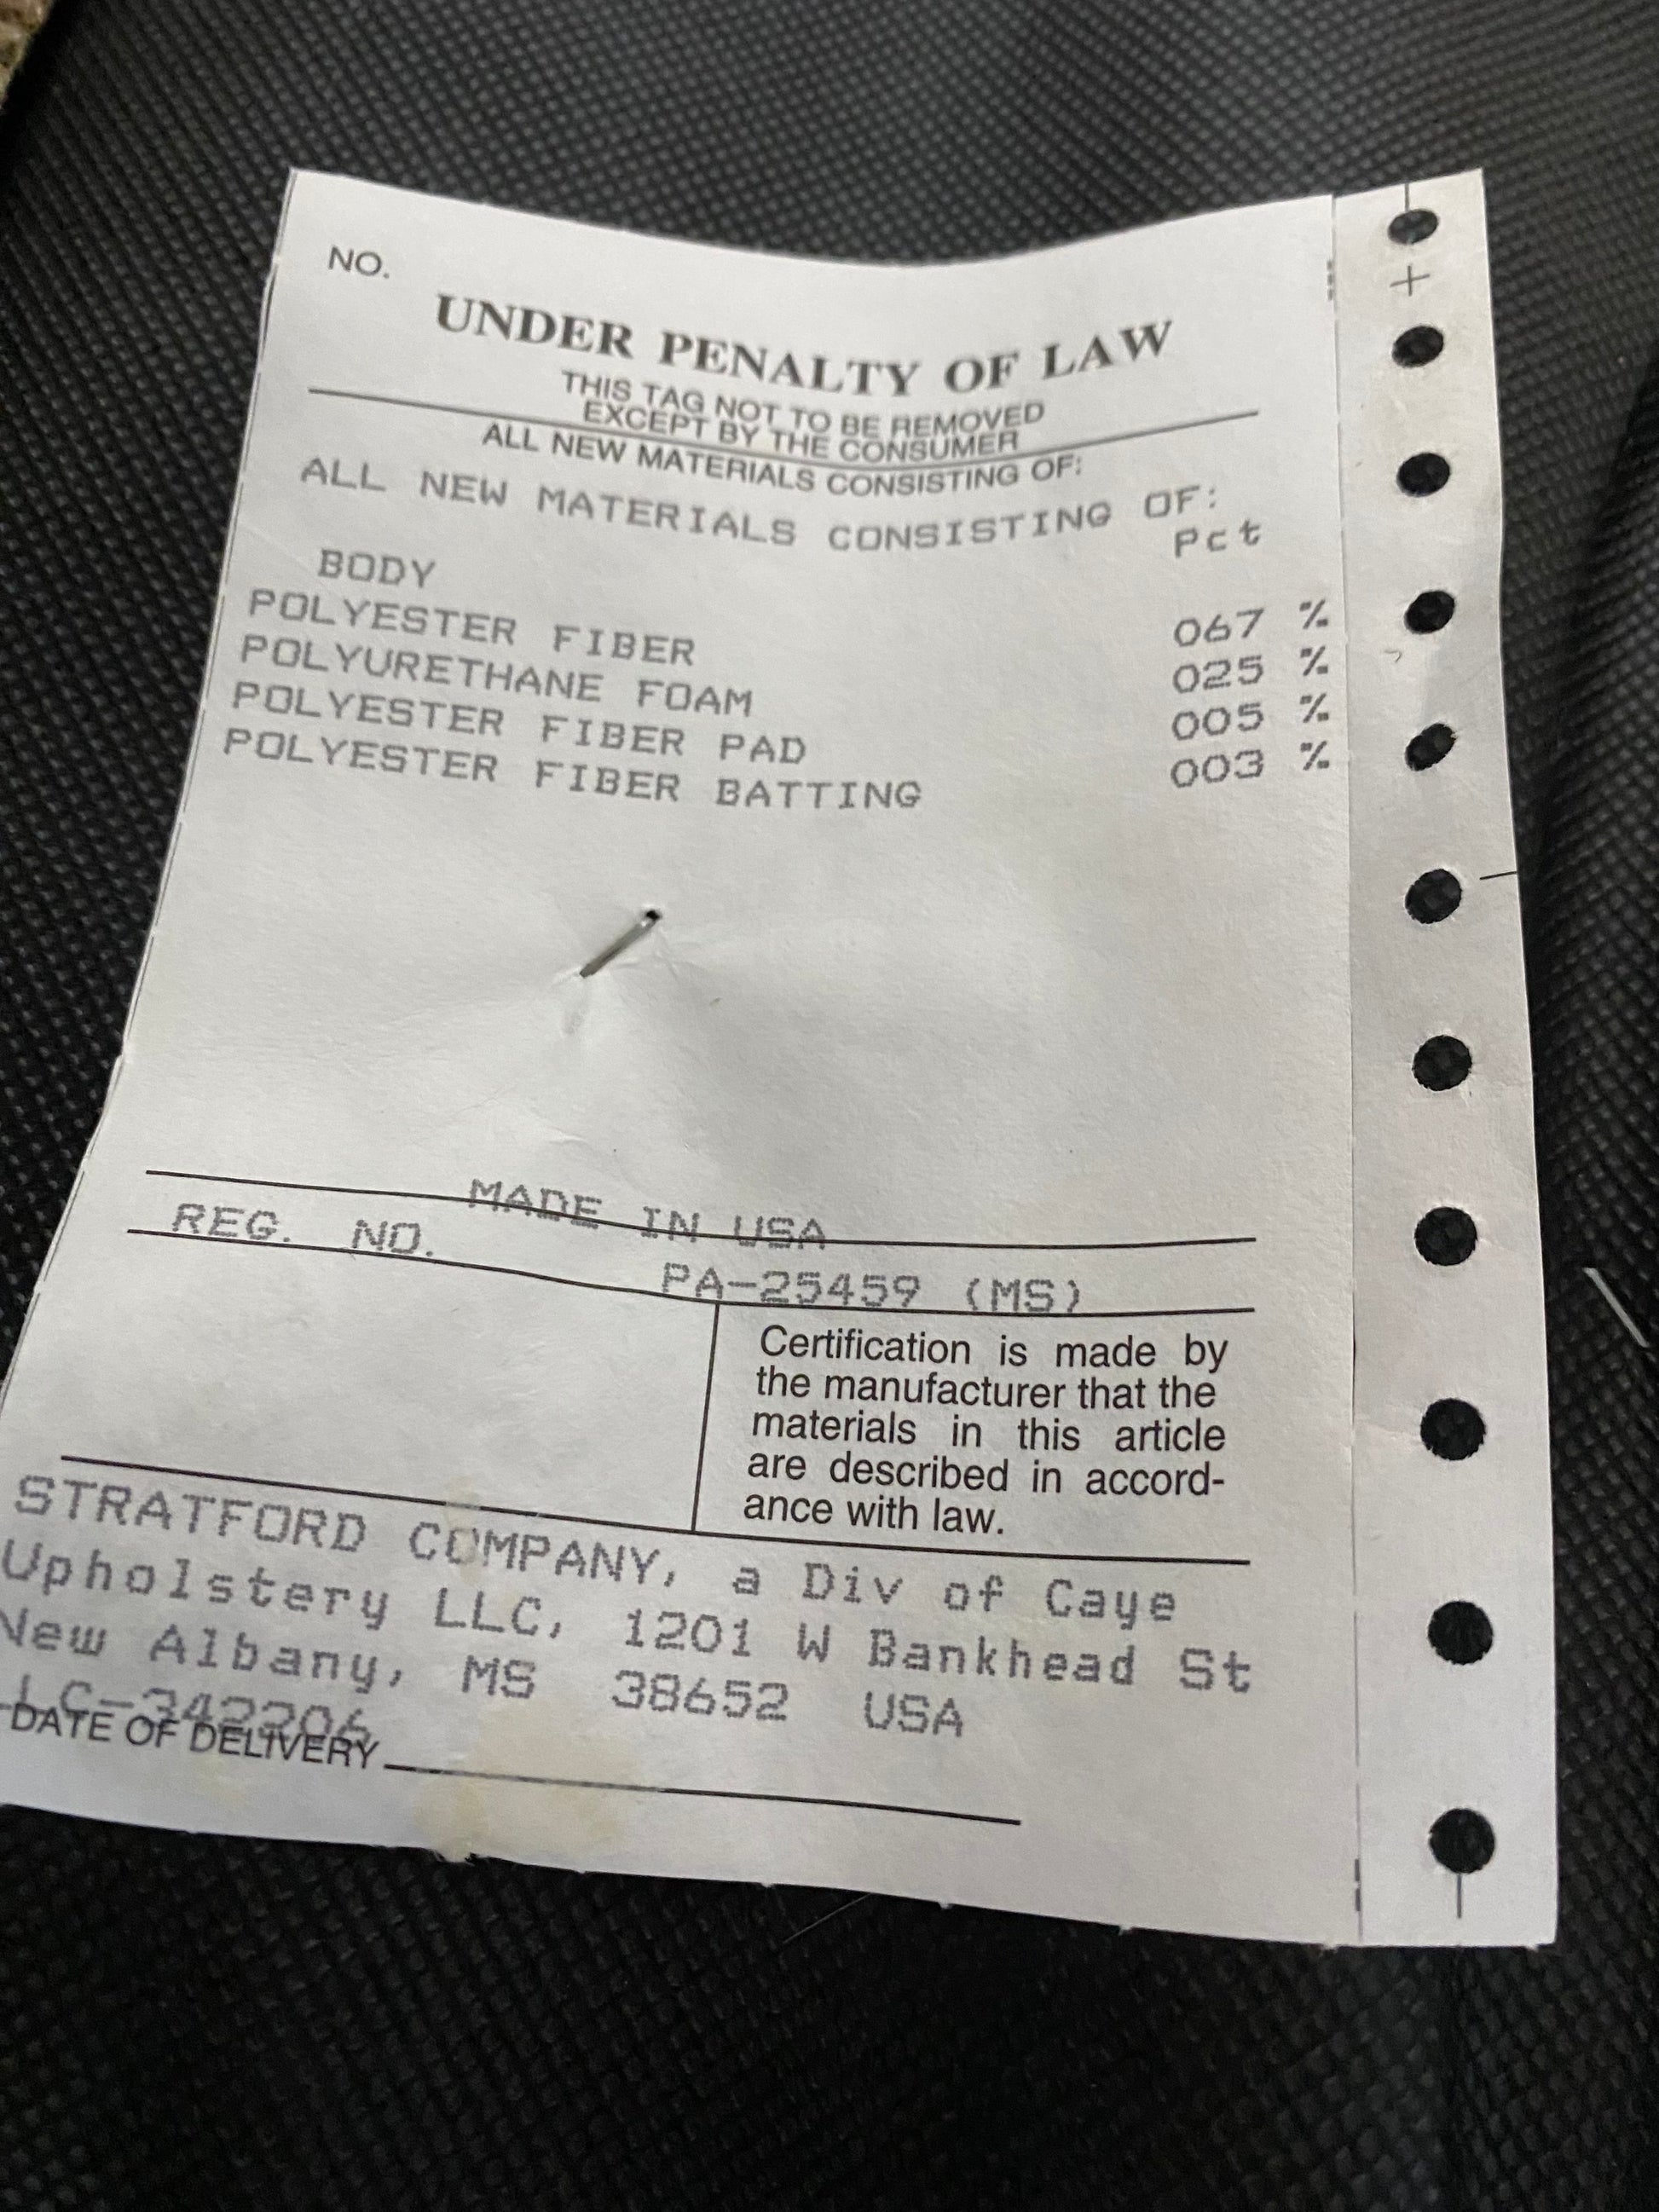 NO.
UNDER PENALTY OF LAW
THIS TAG NOT TO BE REMOVED
EXCEPT BY THE CONSUMER
ALL NEW MATERIALS CONSISTING OF:
ALL NEW MATERIALS CONSISTING OF:
Pct
BODY
POLYESTER FIBER 067 %
POLYURETHANE FOAM 025 %
POLYESTER FIBER PAD 005 %
POLYESTER FIBER BATTING 003 %
MADE IN USA
REG. NO.
PA-25459 (MS)
Certification is made by
the manufacturer that the
materials in this article
are described in accord-
ance with law.
STRATFORD COMPANY, a Div of Caye
Upholstery LLC, 1201 W Bankhead St
New Albany, MS 38652 USA
DATE OF DELIVERY